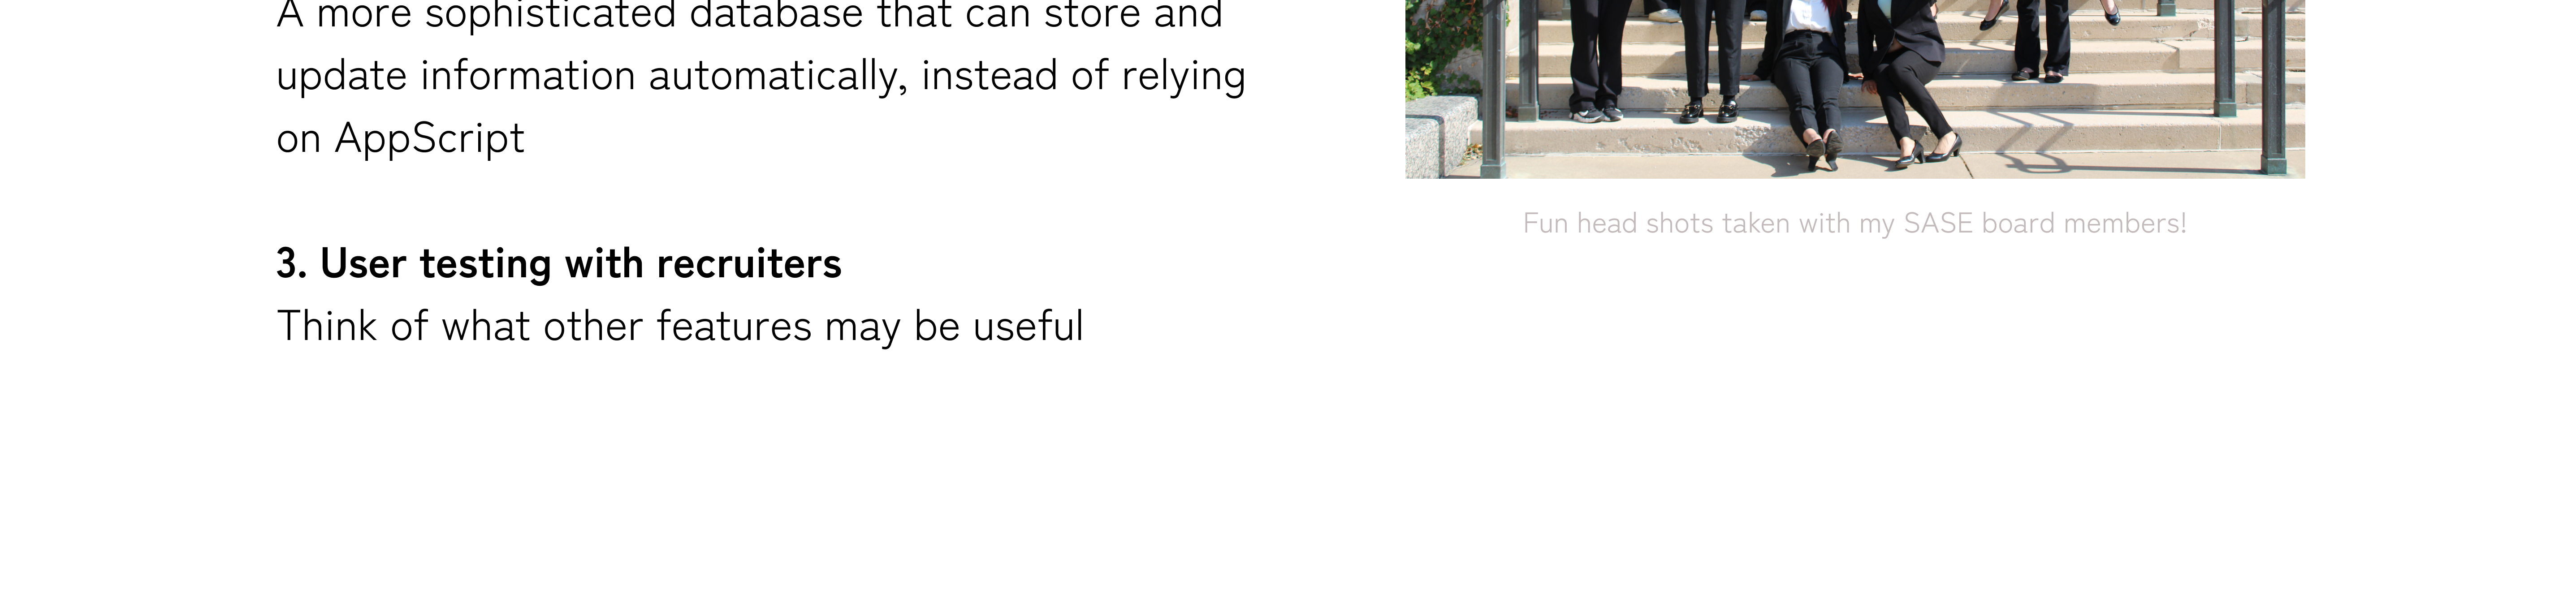 A more sophisticated database that can store and
update information automatically, instead of relying
on AppScript
3. User testing with recruiters
Think of what other features may be useful
Fun head shots taken with my SASE board members!